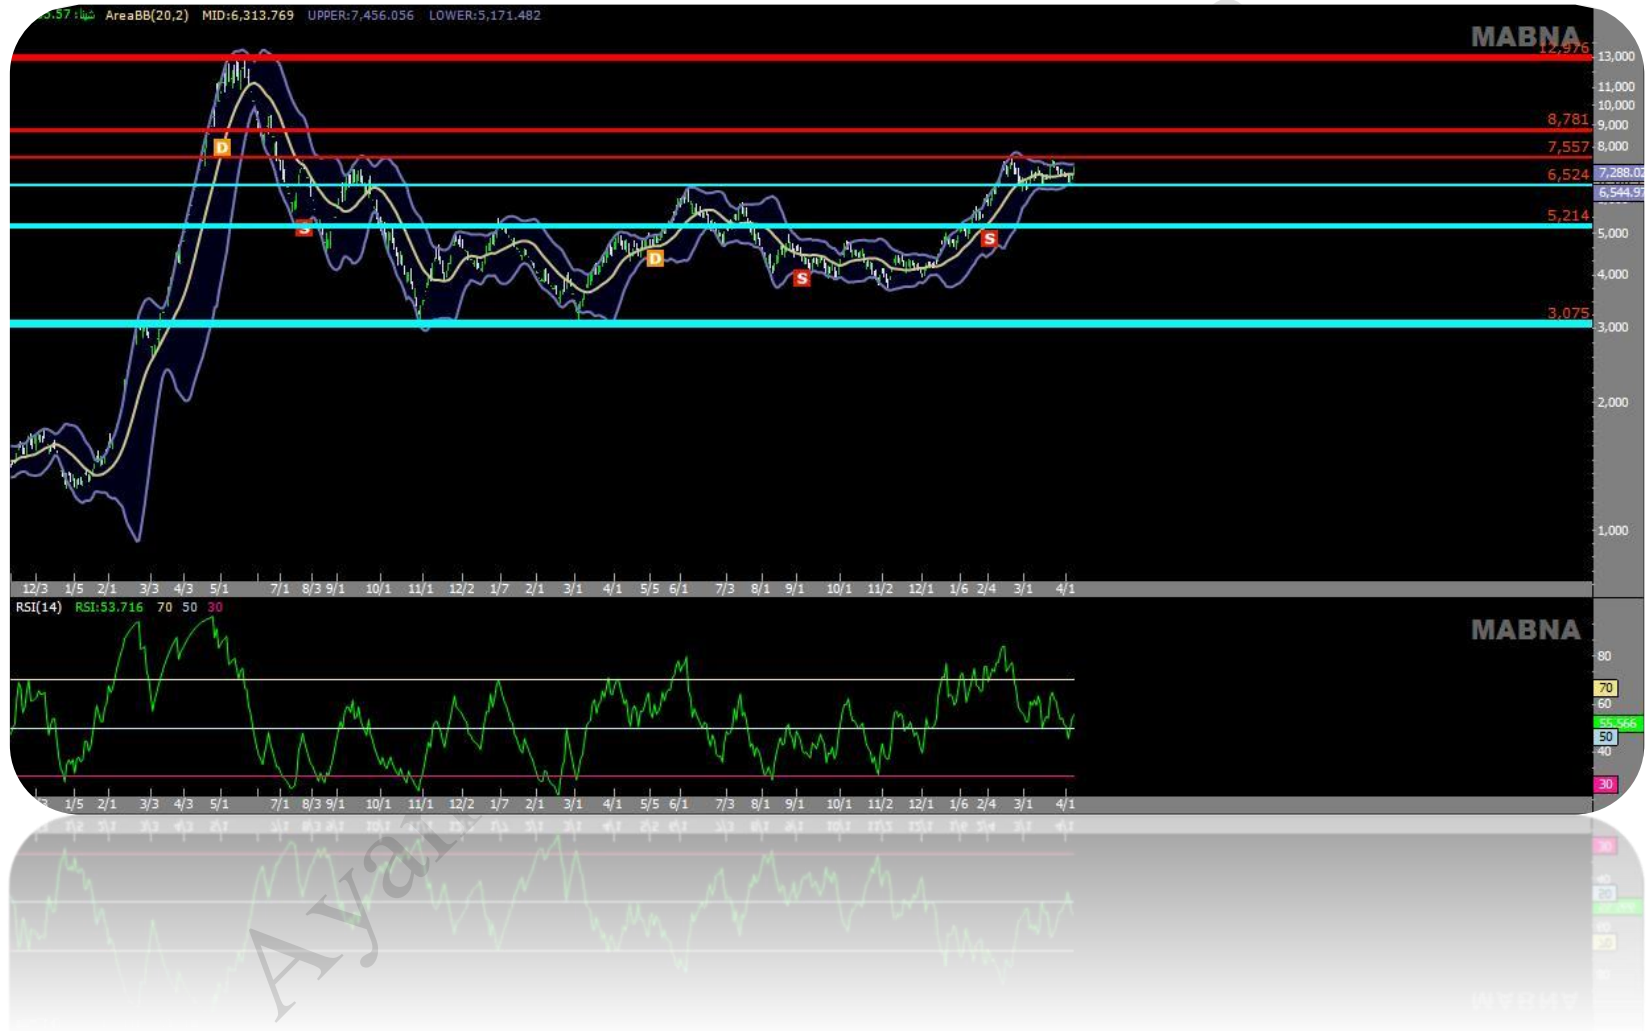 3.57: شپنا AreaBB(20,2) MID:6,313.769 UPPER:7,456.056 LOWER:5,171.482
MABNA
12,976
13,000
11,000
10,000
9,000
8,781
8,000
7,557
7,288.02
6,524
6,544.97
5,214
5,000
4,000
3,075
3,000
2,000
1,000
D
S
D
S
S
12/3 1/5 2/1 3/3 4/3 5/1 7/1 8/3 9/1 10/1 11/1 12/2 1/7 2/1 3/1 4/1 5/5 6/1 7/3 8/1 9/1 10/1 11/2 12/1 1/6 2/4 3/1 4/1
RSI(14) RSI:53.716 70 50 30
MABNA
80
70
60
55.566
50
40
30
1/5 2/1 3/3 4/3 5/1 7/1 8/3 9/1 10/1 11/1 12/2 1/7 2/1 3/1 4/1 5/5 6/1 7/3 8/1 9/1 10/1 11/2 12/1 1/6 2/4 3/1 4/1